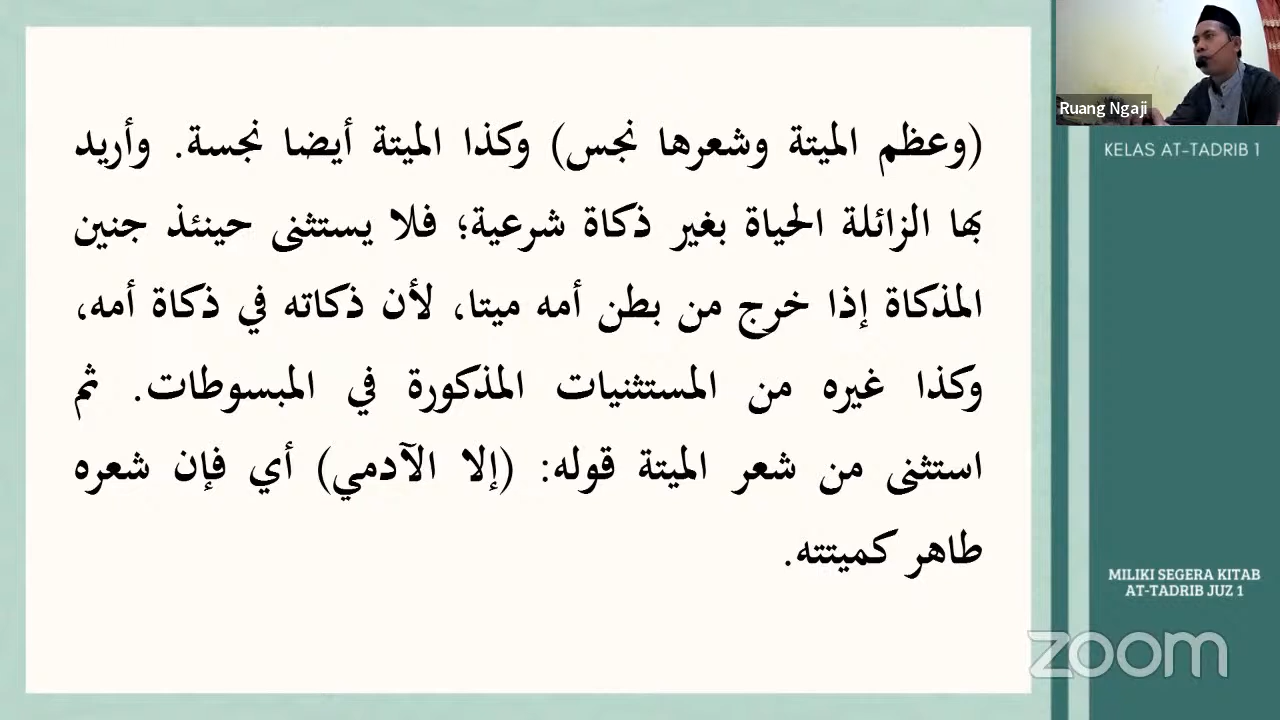 (وعظم الميتة وشعرها نجس) وكذا الميتة أيضا نجسة. وأريد
بها الزائلة الحياة بغير ذكاة شرعية؛ فلا يستثنى حينئذ جنين
المذكاة إذا خرج من بطن أمه ميتا، لأن ذكاته في ذكاة أمه،
وكذا غيره من المستثنيات المذكورة في المبسوطات. ثم
استثنى من شعر الميتة قوله: (إلا الآدمي) أي فإن شعره
طاهر كميتته.
Ruang Ngaji
KELAS AT-TADRIB 1
MILIKI SEGERA KITAB
AT-TADRIB JUZ 1
zoom